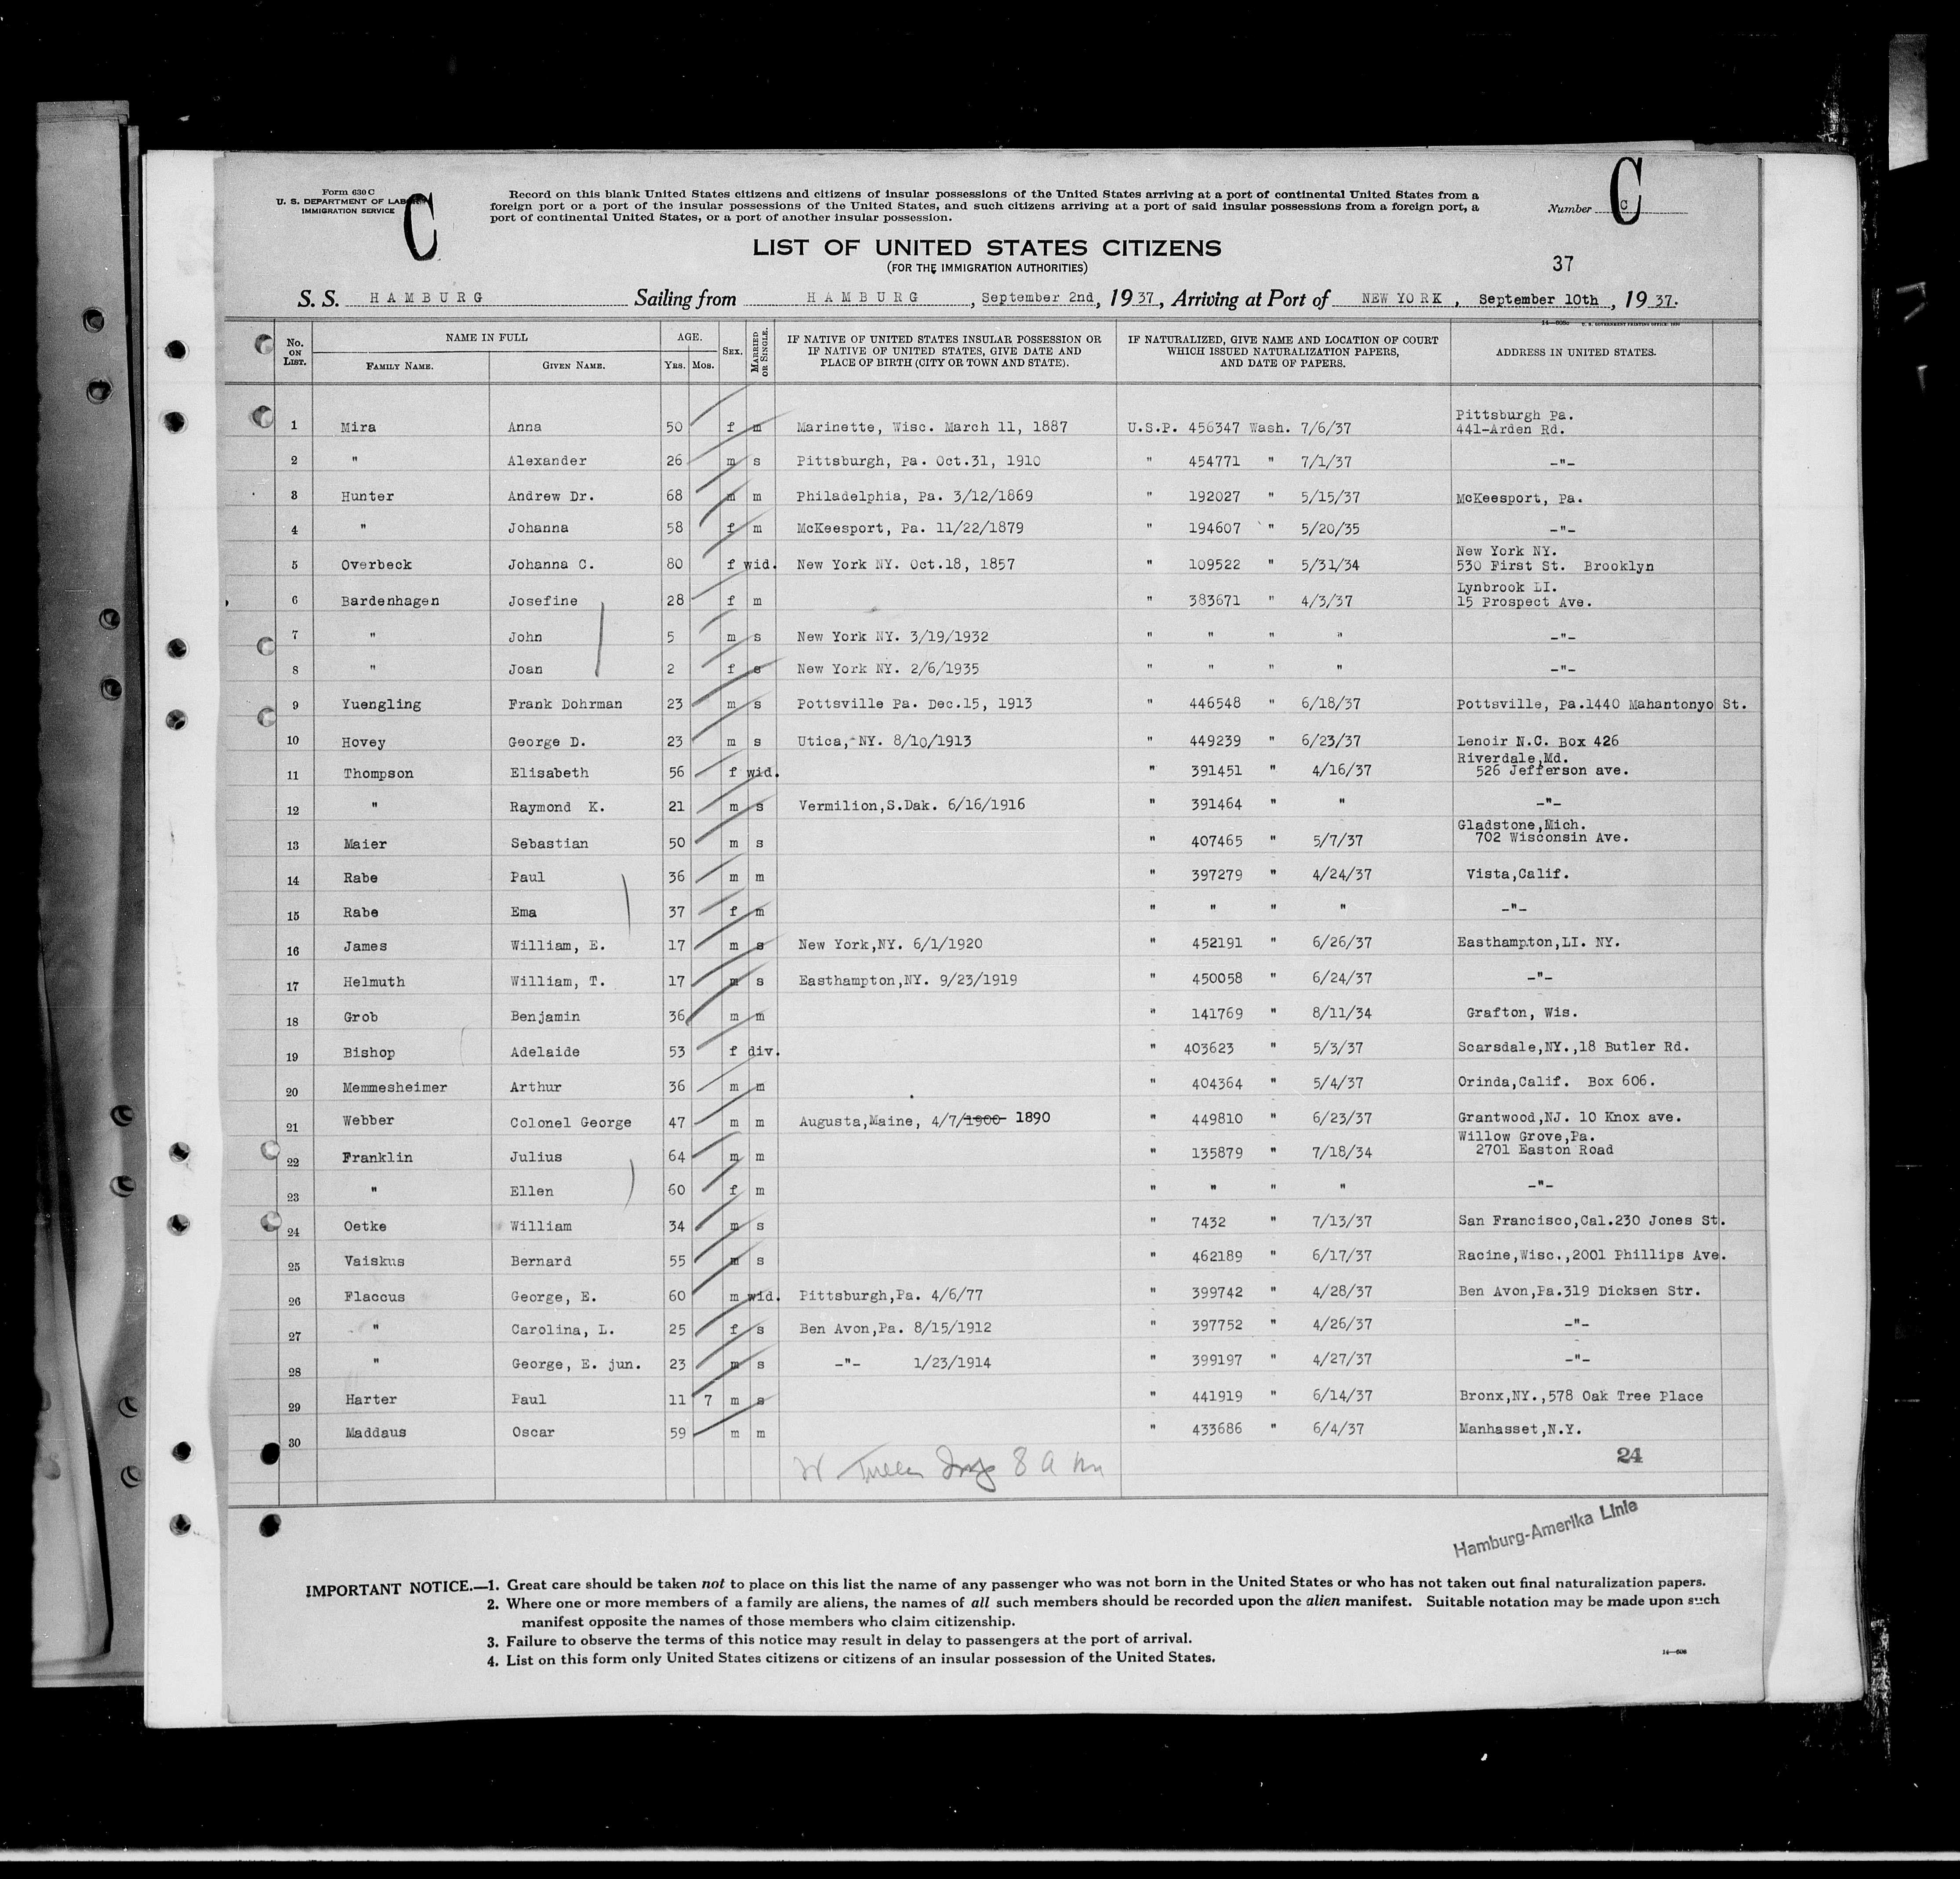 Form 630 C
U. S. DEPARTMENT OF LABOR
IMMIGRATION SERVICE
C
Record on this blank United States citizens and citizens of insular possessions of the United States arriving at a port of continental United States from a
foreign port or a port of the insular possessions of the United States, and such citizens arriving at a port of said insular possessions from a foreign port, a
port of continental United States, or a port of another insular possession.
C
Number C
LIST OF UNITED STATES CITIZENS
(FOR THE IMMIGRATION AUTHORITIES)
37
S. S. HAMBURG Sailing from HAMBURG, September 2nd, 1937, Arriving at Port of NEW YORK, September 10th, 1937.
No. ON LIST. NAME IN FULL FAMILY NAME. GIVEN NAME. AGE. YRS. MOS. SEX. MARRIED OR SINGLE. IF NATIVE OF UNITED STATES INSULAR POSSESSION OR IF NATIVE OF UNITED STATES, GIVE DATE AND PLACE OF BIRTH (CITY OR TOWN AND STATE). IF NATURALIZED, GIVE NAME AND LOCATION OF COURT WHICH ISSUED NATURALIZATION PAPERS, AND DATE OF PAPERS. ADDRESS IN UNITED STATES.
1 Mira Anna 50 f m Marinette, Wisc. March 11, 1887 U.S.P. 456347 Wash. 7/6/37 Pittsburgh Pa. 441-Arden Rd.
2 " Alexander 26 m s Pittsburgh, Pa. Oct.31, 1910 " 454771 " 7/1/37 -"-
3 Hunter Andrew Dr. 68 m m Philadelphia, Pa. 3/12/1869 " 192027 " 5/15/37 McKeesport, Pa.
4 " Johanna 58 f m McKeesport, Pa. 11/22/1879 " 194607 " 5/20/35 -"-
5 Overbeck Johanna C. 80 f wid. New York NY. Oct.18, 1857 " 109522 " 5/31/34 New York NY. 530 First St. Brooklyn
6 Bardenhagen Josefine 28 f m " 383671 " 4/3/37 Lynbrook LI. 15 Prospect Ave.
7 " John 5 m s New York NY. 3/19/1932 " " " " -"-
8 " Joan 2 f s New York NY. 2/6/1935 " " " " -"-
9 Yuengling Frank Dohrman 23 m s Pottsville Pa. Dec.15, 1913 " 446548 " 6/18/37 Pottsville, Pa.1440 Mahantonyo St.
10 Hovey George D. 23 m s Utica, NY. 8/10/1913 " 449239 " 6/23/37 Lenoir N.C. Box 426
11 Thompson Elisabeth 56 f wid. " 391451 " 4/16/37 Riverdale,Md. 526 Jefferson ave.
12 " Raymond K. 21 m s Vermilion,S.Dak. 6/16/1916 " 391464 " " -"-
13 Maier Sebastian 50 m s " 407465 " 5/7/37 Gladstone,Mich. 702 Wisconsin Ave.
14 Rabe Paul 36 m m " 397279 " 4/24/37 Vista,Calif.
15 Rabe Ema 37 f m " " " " -"-
16 James William, E. 17 m s New York,NY. 6/1/1920 " 452191 " 6/26/37 Easthampton,LI. NY.
17 Helmuth William, T. 17 m s Easthampton,NY. 9/23/1919 " 450058 " 6/24/37 -"-
18 Grob Benjamin 36 m m " 141769 " 8/11/34 Grafton, Wis.
19 Bishop Adelaide 53 f div. " 403623 " 5/3/37 Scarsdale,NY.,18 Butler Rd.
20 Memmesheimer Arthur 36 m m " 404364 " 5/4/37 Orinda,Calif. Box 606.
21 Webber Colonel George 47 m m Augusta,Maine, 4/7/1900 1890 " 449810 " 6/23/37 Grantwood,NJ. 10 Knox ave.
22 Franklin Julius 64 m m " 135879 " 7/18/34 Willow Grove,Pa. 2701 Easton Road
23 " Ellen 60 f m " " " " -"-
24 Oetke William 34 m s " 7432 " 7/13/37 San Francisco,Cal.230 Jones St.
25 Vaiskus Bernard 55 m s " 462189 " 6/17/37 Racine,Wisc.,2001 Phillips Ave.
26 Flaccus George, E. 60 m wid. Pittsburgh,Pa. 4/6/77 " 399742 " 4/28/37 Ben Avon,Pa.319 Dicksen Str.
27 " Carolina, L. 25 f s Ben Avon,Pa. 8/15/1912 " 397752 " 4/26/37 -"-
28 " George, E. jun. 23 m s -"- 1/23/1914 " 399197 " 4/27/37 -"-
29 Harter Paul 11 7 m s " 441919 " 6/14/37 Bronx,NY.,578 Oak Tree Place
30 Maddaus Oscar 59 m m " 433686 " 6/4/37 Manhasset,N.Y.
24
Hamburg-Amerika Linie
IMPORTANT NOTICE.—1. Great care should be taken not to place on this list the name of any passenger who was not born in the United States or who has not taken out final naturalization papers.
2. Where one or more members of a family are aliens, the names of all such members should be recorded upon the alien manifest. Suitable notation may be made upon such
manifest opposite the names of those members who claim citizenship.
3. Failure to observe the terms of this notice may result in delay to passengers at the port of arrival.
4. List on this form only United States citizens or citizens of an insular possession of the United States.